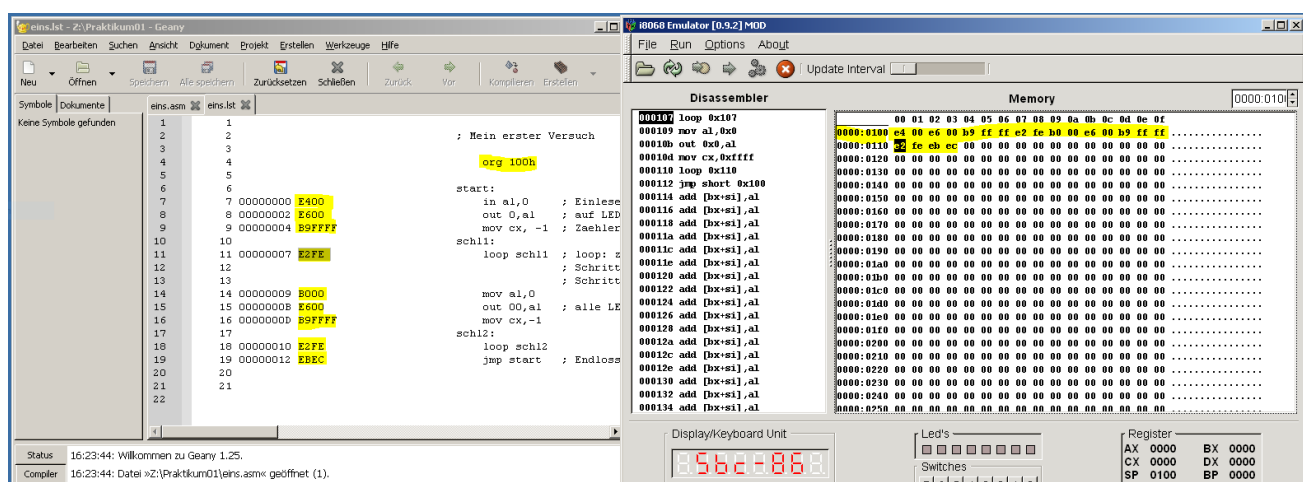 eins.lst - Z:\Praktikum01 - Geany
Datei Bearbeiten Suchen Ansicht Dokument Projekt Erstellen Werkzeuge Hilfe
Neu Öffnen Speichern Alle speichern Zurücksetzen Schließen Zurück Vor Kompilieren Erstellen
Symbole Dokumente
Keine Symbole gefunden
eins.asm eins.lst
1 1
2 2 ; Mein erster Versuch
3 3
4 4 org 100h
5 5
6 6 start:
7 7 00000000 E400 in al,0 ; Einlese
8 8 00000002 E600 out 0,al ; auf LED
9 9 00000004 B9FFFF mov cx, -1 ; Zaehler
10 10 schl1:
11 11 00000007 E2FE loop schl1 ; loop: z
12 12 ; Schritt
13 13 ; Schritt
14 14 00000009 B000 mov al,0
15 15 0000000B E600 out 00,al ; alle LE
16 16 0000000D B9FFFF mov cx,-1
17 17 schl2:
18 18 00000010 E2FE loop schl2
19 19 00000012 EBEC jmp start ; Endloss
20 20
21 21
22
Status 16:23:44: Willkommen zu Geany 1.25.
Compiler 16:23:44: Datei »Z:\Praktikum01\eins.asm« geöffnet (1).
i8068 Emulator [0.9.2] MOD
File Run Options About
Update Interval
Disassembler
000107 loop 0x107
000109 mov al,0x0
00010b out 0x0,al
00010d mov cx,0xffff
000110 loop 0x110
000112 jmp short 0x100
000114 add [bx+si],al
000116 add [bx+si],al
000118 add [bx+si],al
00011a add [bx+si],al
00011c add [bx+si],al
00011e add [bx+si],al
000120 add [bx+si],al
000122 add [bx+si],al
000124 add [bx+si],al
000126 add [bx+si],al
000128 add [bx+si],al
00012a add [bx+si],al
00012c add [bx+si],al
00012e add [bx+si],al
000130 add [bx+si],al
000132 add [bx+si],al
000134 add [bx+si],al
Memory 0000:010
00 01 02 03 04 05 06 07 08 09 0a 0b 0c 0d 0e 0f
0000:0100 e4 00 e6 00 b9 ff ff e2 fe b0 00 e6 00 b9 ff ff ................
0000:0110 e2 fe eb ec 00 00 00 00 00 00 00 00 00 00 00 00 ................
0000:0120 00 00 00 00 00 00 00 00 00 00 00 00 00 00 00 00 ................
0000:0130 00 00 00 00 00 00 00 00 00 00 00 00 00 00 00 00 ................
0000:0140 00 00 00 00 00 00 00 00 00 00 00 00 00 00 00 00 ................
0000:0150 00 00 00 00 00 00 00 00 00 00 00 00 00 00 00 00 ................
0000:0160 00 00 00 00 00 00 00 00 00 00 00 00 00 00 00 00 ................
0000:0170 00 00 00 00 00 00 00 00 00 00 00 00 00 00 00 00 ................
0000:0180 00 00 00 00 00 00 00 00 00 00 00 00 00 00 00 00 ................
0000:0190 00 00 00 00 00 00 00 00 00 00 00 00 00 00 00 00 ................
0000:01a0 00 00 00 00 00 00 00 00 00 00 00 00 00 00 00 00 ................
0000:01b0 00 00 00 00 00 00 00 00 00 00 00 00 00 00 00 00 ................
0000:01c0 00 00 00 00 00 00 00 00 00 00 00 00 00 00 00 00 ................
0000:01d0 00 00 00 00 00 00 00 00 00 00 00 00 00 00 00 00 ................
0000:01e0 00 00 00 00 00 00 00 00 00 00 00 00 00 00 00 00 ................
0000:01f0 00 00 00 00 00 00 00 00 00 00 00 00 00 00 00 00 ................
0000:0200 00 00 00 00 00 00 00 00 00 00 00 00 00 00 00 00 ................
0000:0210 00 00 00 00 00 00 00 00 00 00 00 00 00 00 00 00 ................
0000:0220 00 00 00 00 00 00 00 00 00 00 00 00 00 00 00 00 ................
0000:0230 00 00 00 00 00 00 00 00 00 00 00 00 00 00 00 00 ................
0000:0240 00 00 00 00 00 00 00 00 00 00 00 00 00 00 00 00 ................
0000:0250 00 00 00 00 00 00 00 00 00 00 00 00 00 00 00 00 ................
Display/Keyboard Unit
Sbc-86
Led's
Switches
Register
AX 0000 BX 0000
CX 0000 DX 0000
SP 0100 BP 0000